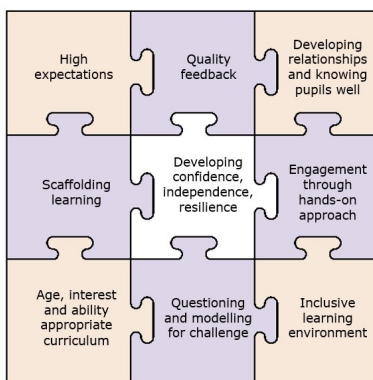 High
expectations
Quality
feedback
Developing
relationships
and knowing
pupils well
Scaffolding
learning
Developing
confidence,
independence,
resilience
Engagement
through
hands-on
approach
Age, interest
and ability
appropriate
curriculum
Questioning
and modelling
for challenge
Inclusive
learning
environment